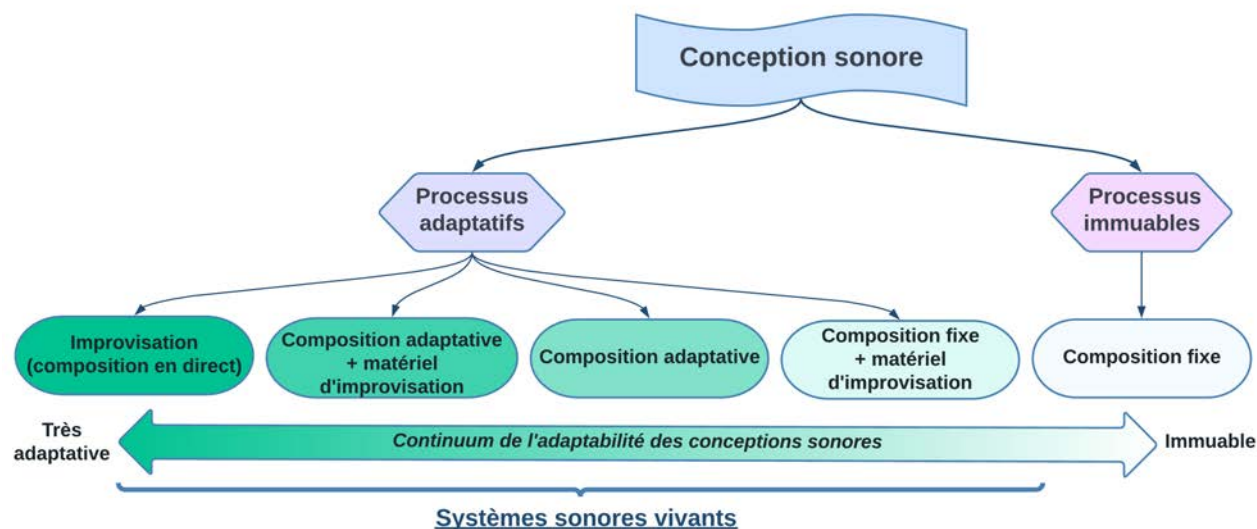 Conception sonore
Processus
adaptatifs
Processus
immuables
Improvisation
(composition en direct)
Composition adaptative
+ matériel
d'improvisation
Composition adaptative
Composition fixe
+ matériel
d'improvisation
Composition fixe
Très
adaptative
Continuum de l'adaptabilité des conceptions sonores
Immuable
Systèmes sonores vivants